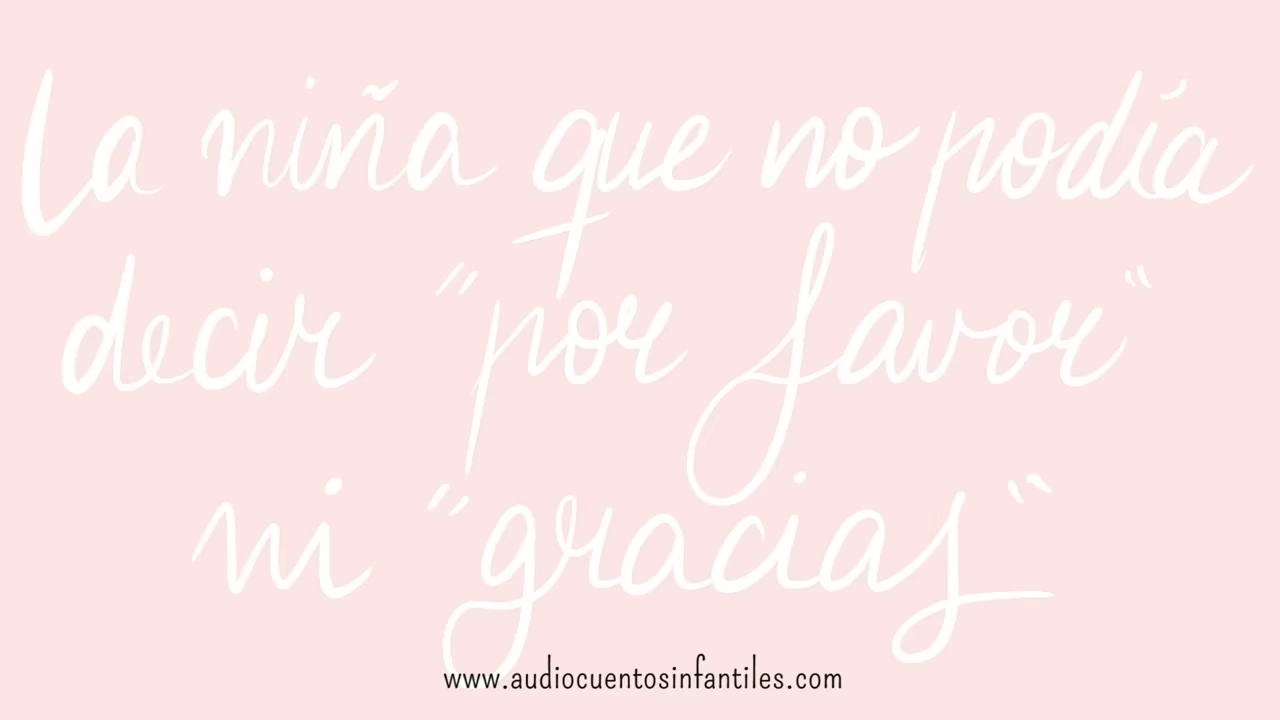 La niña que no podía
decir "por favor"
ni "gracias"
www.audiocuentosinfantiles.com